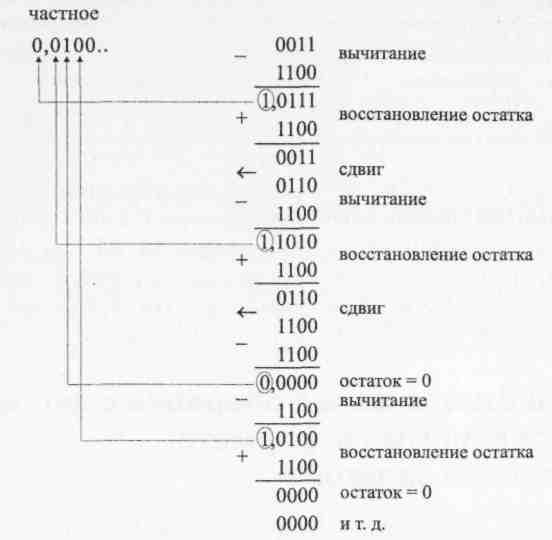 частное
0,0100..
– 0011 вычитание
1100
1,0111
+ 1100 восстановление остатка
0011
← сдвиг
0110
– вычитание
1100
1,1010
+ 1100 восстановление остатка
0110
← сдвиг
1100
–
1100
0,0000 остаток = 0
– вычитание
1100
1,0100
+ восстановление остатка
1100
0000 остаток = 0
0000 и т. д.